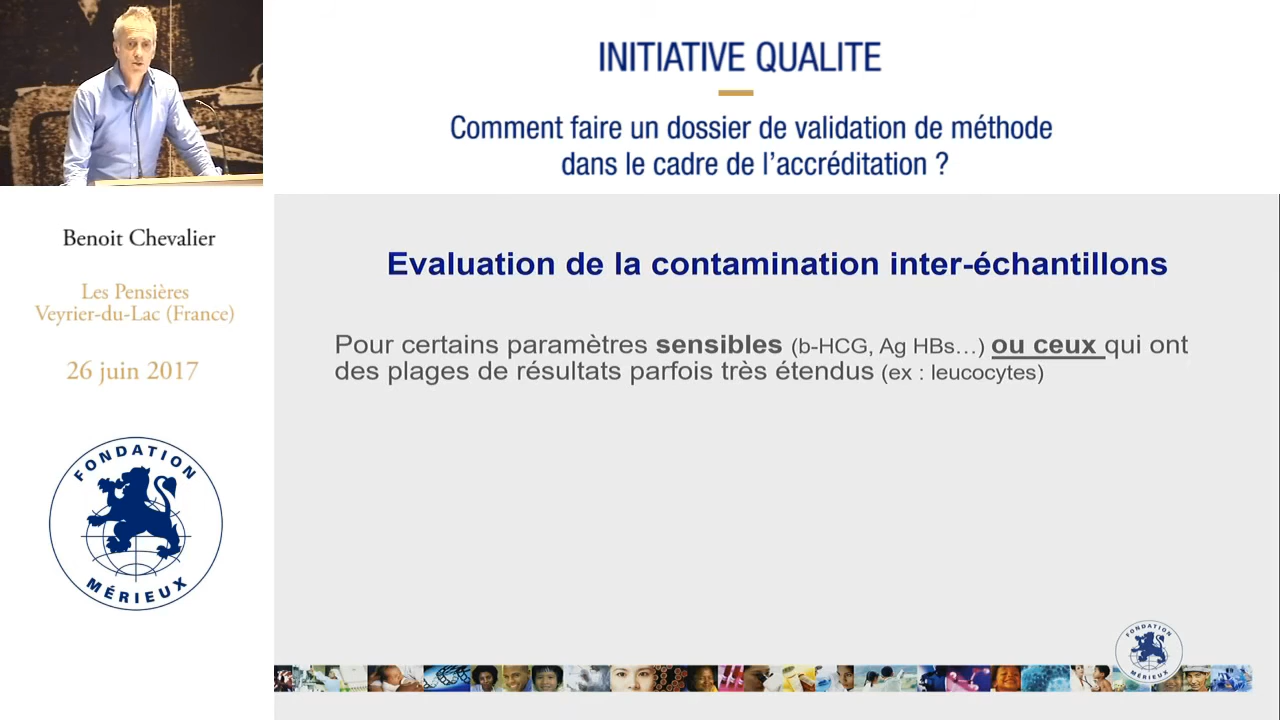 INITIATIVE QUALITE
Comment faire un dossier de validation de méthode
dans le cadre de l’accréditation ?
Benoit Chevalier
Les Pensières
Veyrier-du-Lac (France)
26 juin 2017
FONDATION
MÉRIEUX
Evaluation de la contamination inter-échantillons
Pour certains paramètres sensibles (b-HCG, Ag HBs…) ou ceux qui ont
des plages de résultats parfois très étendus (ex : leucocytes)
FONDATION
MÉRIEUX